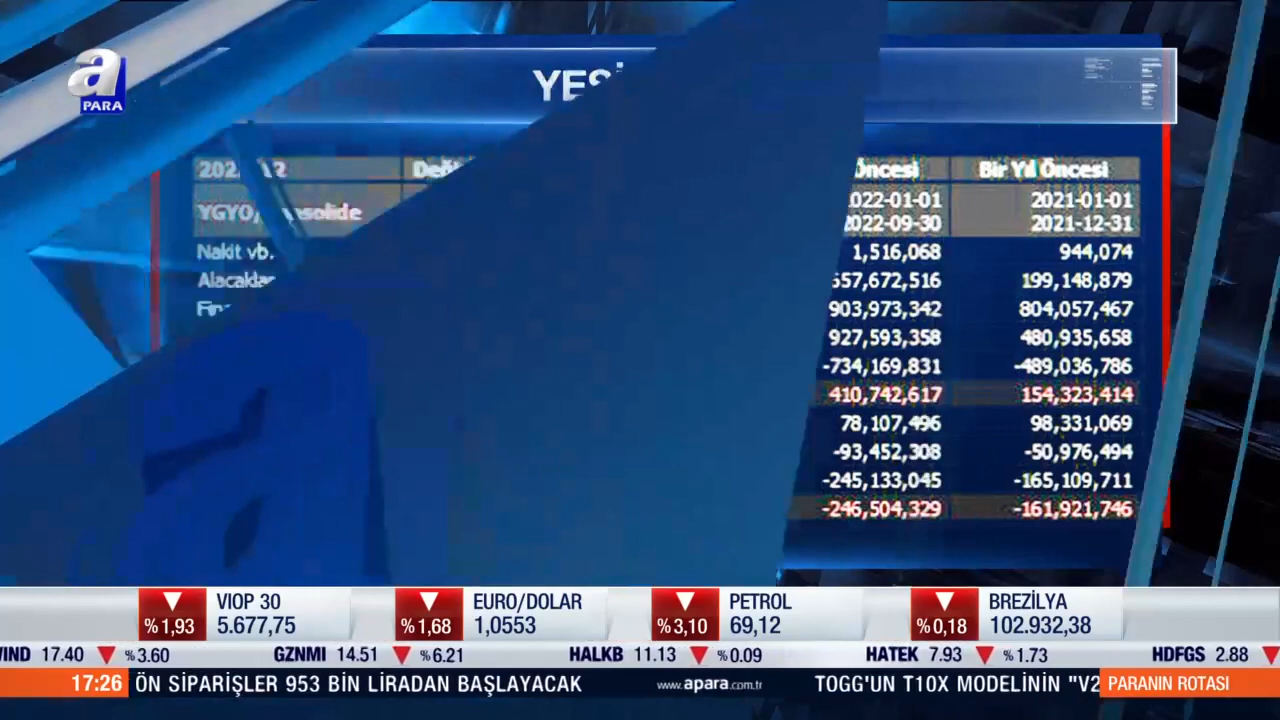 a
PARA
YEŞİ
Öncesi Bir Yıl Öncesi
2022-01-01 2021-01-01
2022-09-30 2021-12-31
YGYO/
Nakit vb. 1,516,068 944,074
Alacaklar 557,672,516 199,148,879
903,973,342 804,057,467
927,593,358 480,935,658
-734,169,831 -489,036,786
410,742,617 154,323,414
78,107,496 98,331,069
-93,452,308 -50,976,494
-245,133,045 -165,109,711
-246,504,329 -161,921,746
%1,93 VIOP 30 5.677,75
%1,68 EURO/DOLAR 1,0553
%3,10 PETROL 69,12
%0,18 BREZİLYA 102.932,38
VIND 17.40 %3.60 GZNMI 14.51 %6.21 HALKB 11.13 %0.09 HATEK 7.93 %1.73 HDFGS 2.88
17:26 ÖN SİPARİŞLER 953 BİN LİRADAN BAŞLAYACAK www.apara.com.tr TOGG'UN T10X MODELİNİN "V2 PARANIN ROTASI